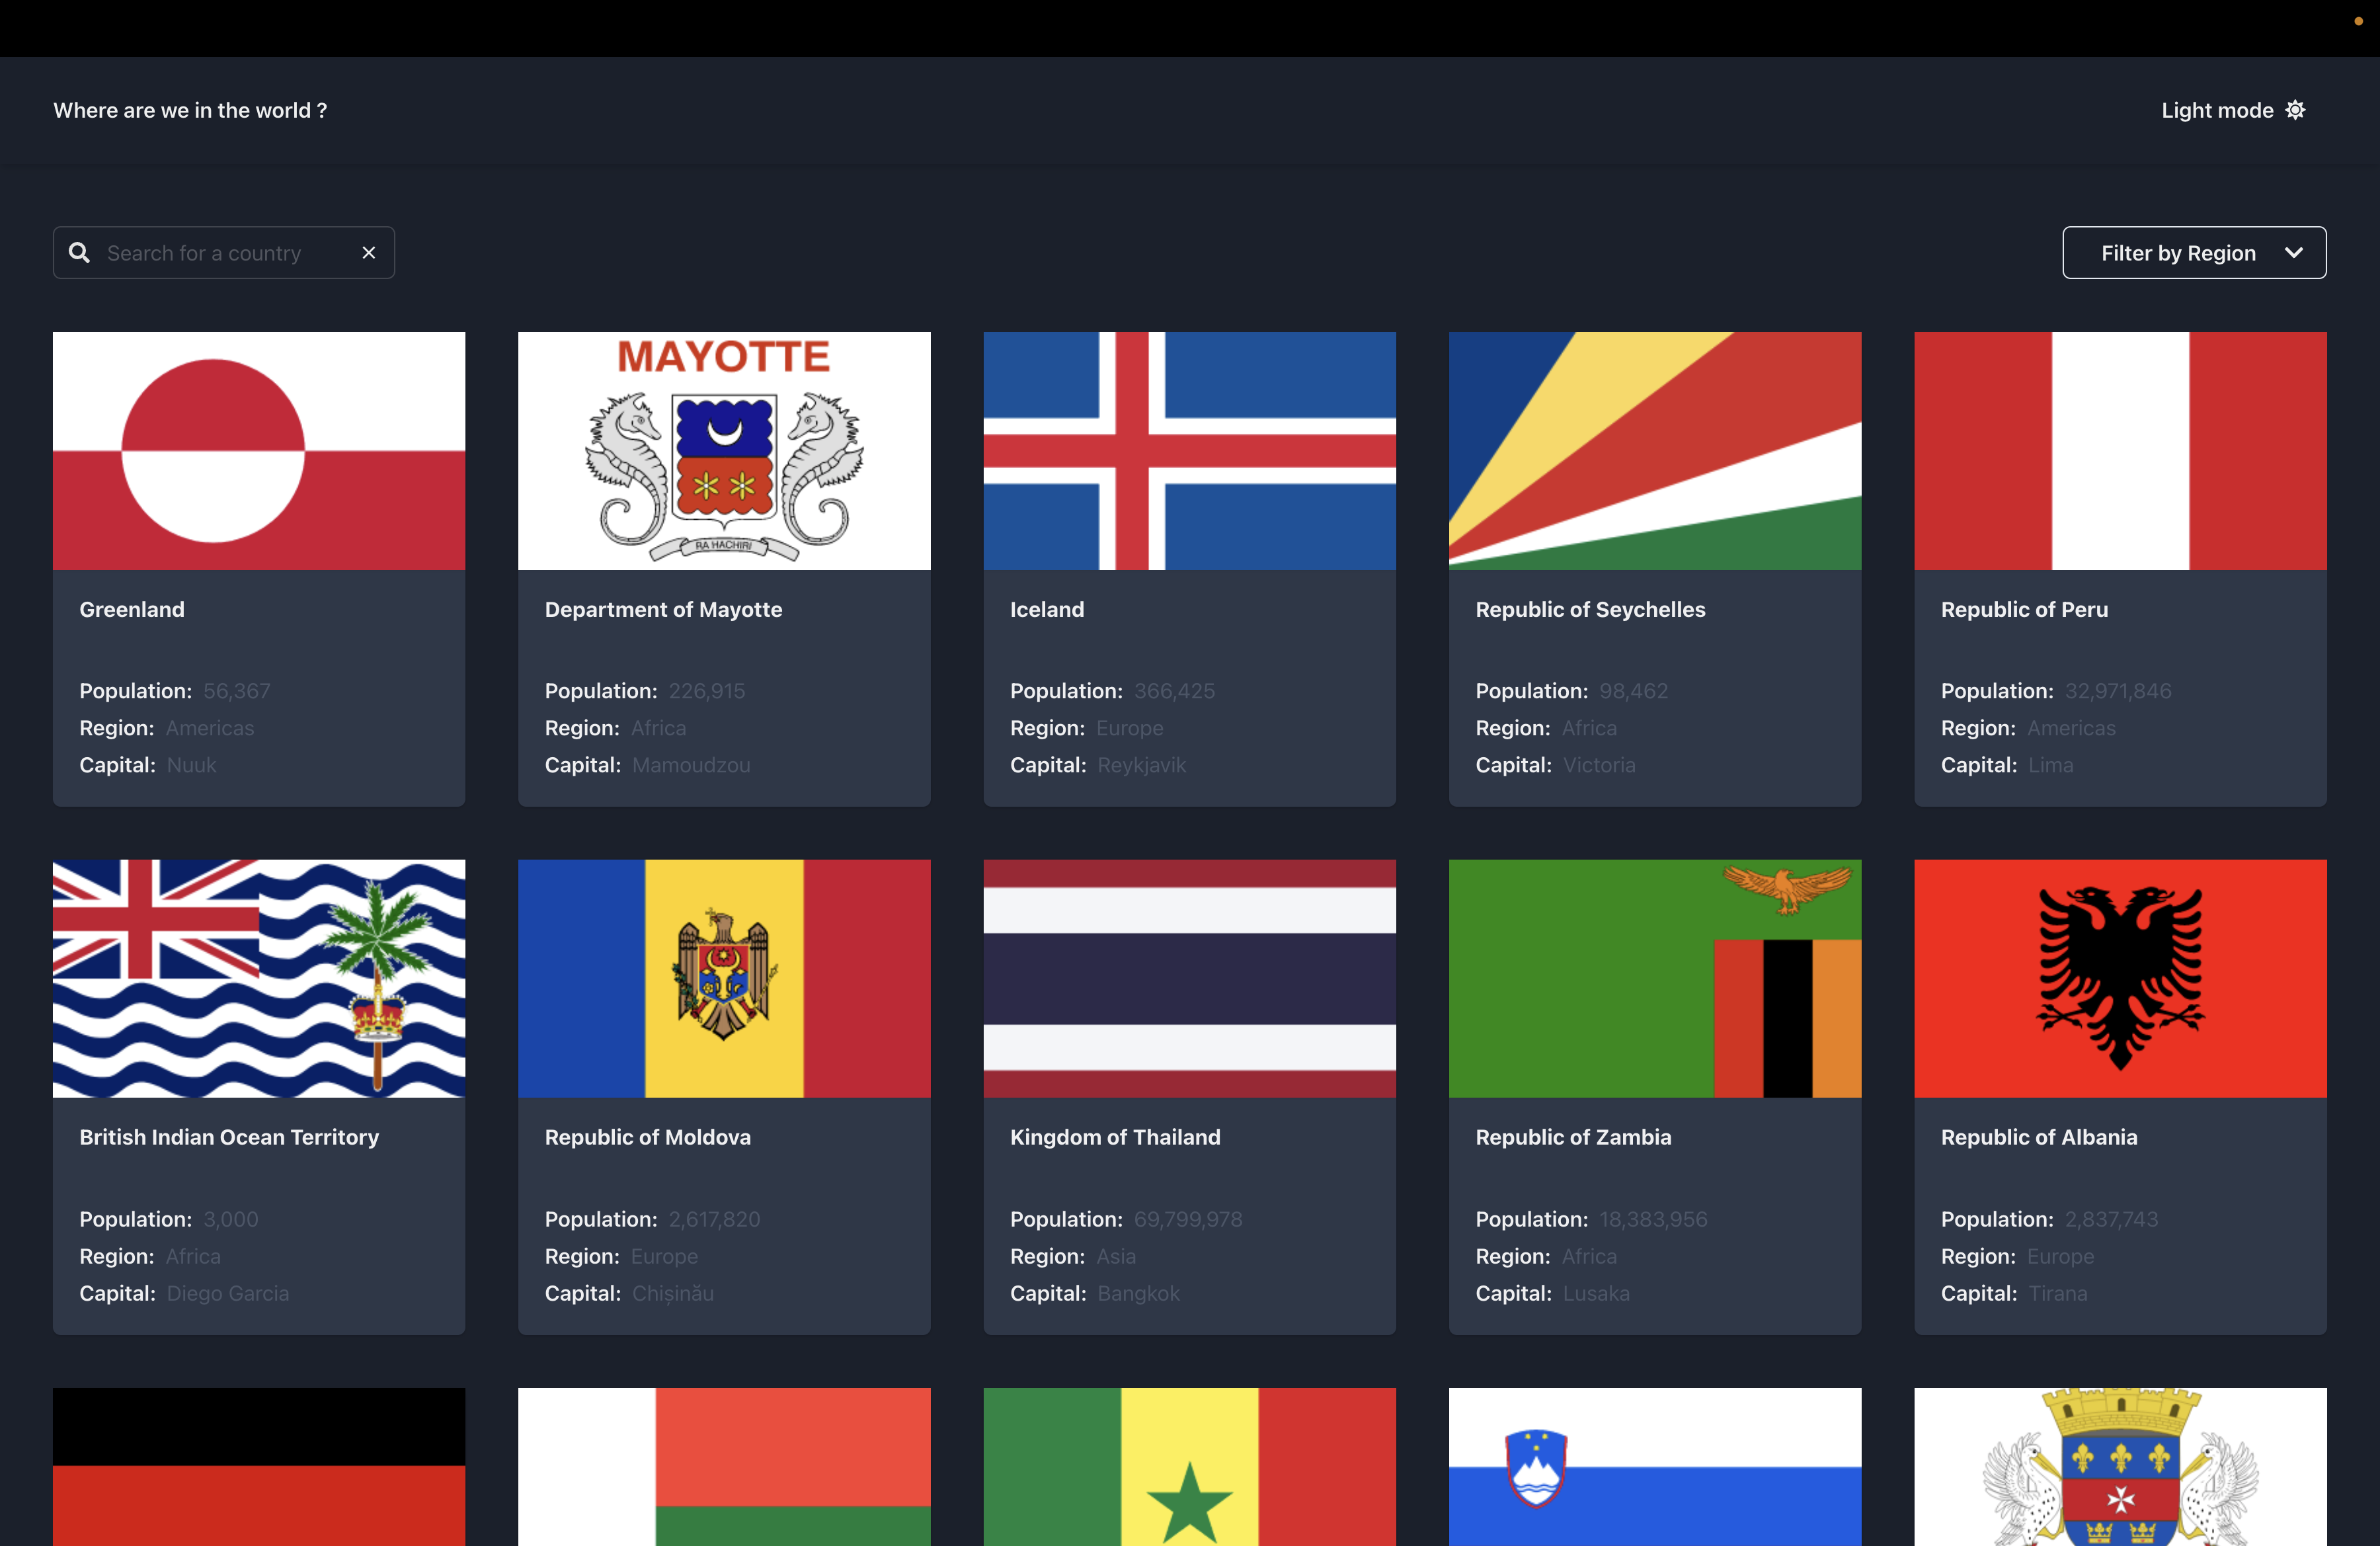 Where are we in the world ?
Light mode
Search for a country
Filter by Region
MAYOTTE
RA HACHIRI
Greenland
Population: 56,367
Region: Americas
Capital: Nuuk
Department of Mayotte
Population: 226,915
Region: Africa
Capital: Mamoudzou
Iceland
Population: 366,425
Region: Europe
Capital: Reykjavik
Republic of Seychelles
Population: 98,462
Region: Africa
Capital: Victoria
Republic of Peru
Population: 32,971,846
Region: Americas
Capital: Lima
British Indian Ocean Territory
Population: 3,000
Region: Africa
Capital: Diego Garcia
Republic of Moldova
Population: 2,617,820
Region: Europe
Capital: Chișinău
Kingdom of Thailand
Population: 69,799,978
Region: Asia
Capital: Bangkok
Republic of Zambia
Population: 18,383,956
Region: Africa
Capital: Lusaka
Republic of Albania
Population: 2,837,743
Region: Europe
Capital: Tirana